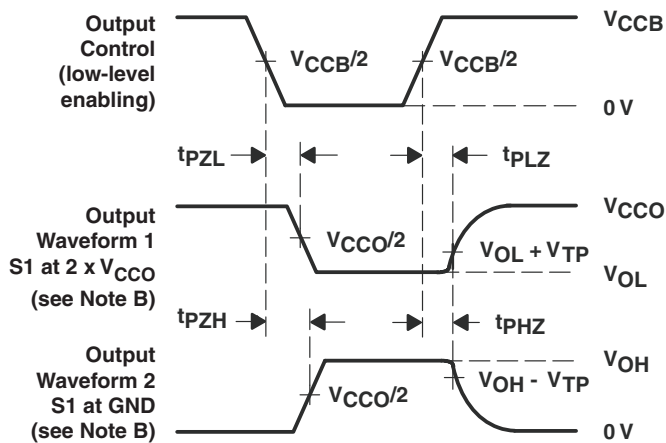 Output
Control
(low-level
enabling)
VCCB/2
VCCB/2
VCCB
0 V
tPZL
tPLZ
Output
Waveform 1
S1 at 2 x VCCO
(see Note B)
VCCO/2
VCCO
VOL + VTP
VOL
tPZH
tPHZ
Output
Waveform 2
S1 at GND
(see Note B)
VCCO/2
VOH
VOH - VTP
0 V